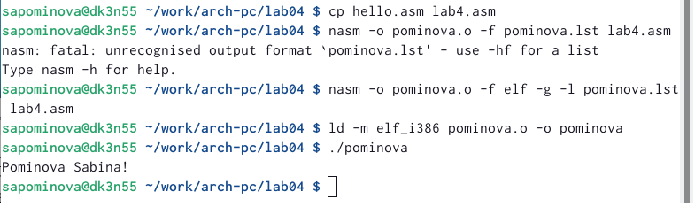 sapominova@dk3n55 ~/work/arch-pc/lab04 $ cp hello.asm lab4.asm
sapominova@dk3n55 ~/work/arch-pc/lab04 $ nasm -o pominova.o -f pominova.lst lab4.asm
nasm: fatal: unrecognised output format `pominova.lst' - use -hf for a list
Type nasm -h for help.
sapominova@dk3n55 ~/work/arch-pc/lab04 $ nasm -o pominova.o -f elf -g -l pominova.lst
 lab4.asm
sapominova@dk3n55 ~/work/arch-pc/lab04 $ ld -m elf_i386 pominova.o -o pominova
sapominova@dk3n55 ~/work/arch-pc/lab04 $ ./pominova
Pominova Sabina!
sapominova@dk3n55 ~/work/arch-pc/lab04 $